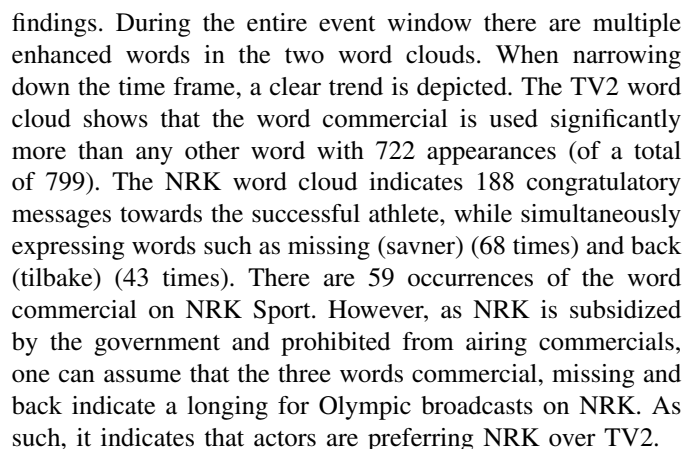 findings. During the entire event window there are multiple
enhanced words in the two word clouds. When narrowing
down the time frame, a clear trend is depicted. The TV2 word
cloud shows that the word commercial is used significantly
more than any other word with 722 appearances (of a total
of 799). The NRK word cloud indicates 188 congratulatory
messages towards the successful athlete, while simultaneously
expressing words such as missing (savner) (68 times) and back
(tilbake) (43 times). There are 59 occurrences of the word
commercial on NRK Sport. However, as NRK is subsidized
by the government and prohibited from airing commercials,
one can assume that the three words commercial, missing and
back indicate a longing for Olympic broadcasts on NRK. As
such, it indicates that actors are preferring NRK over TV2.